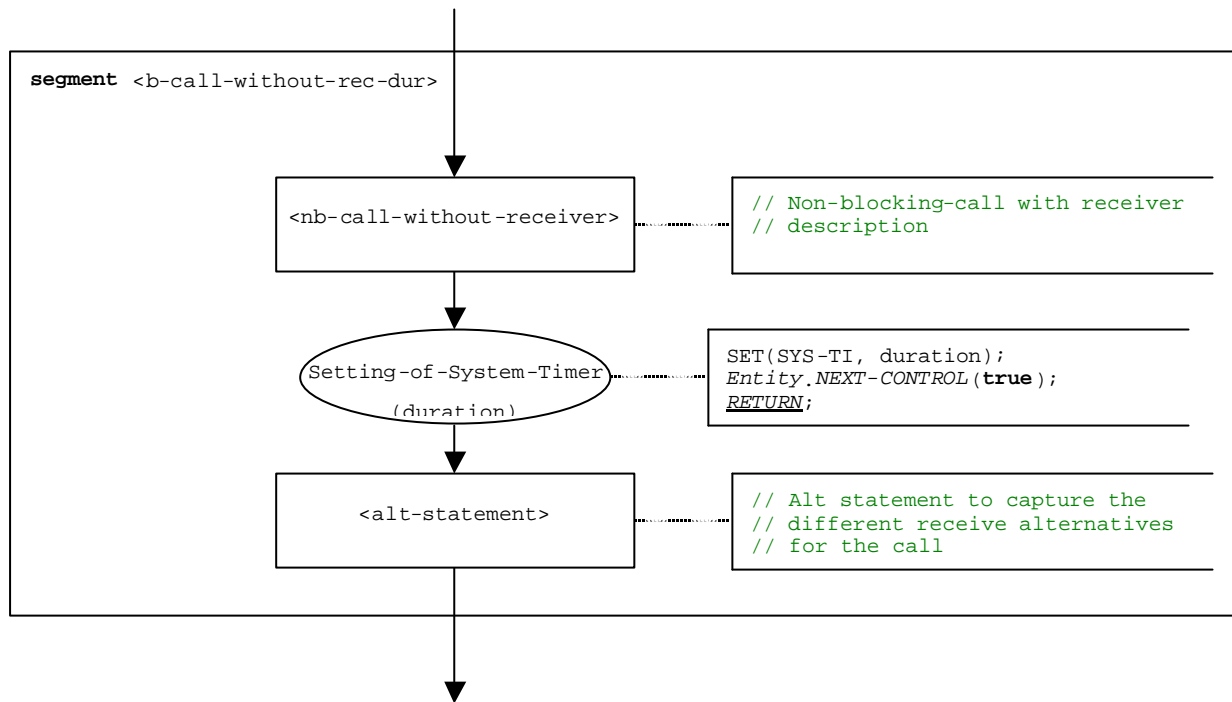 segment <b-call-without-rec-dur>
<nb-call-without-receiver>
// Non-blocking-call with receiver
// description
Setting-of-System-Timer
(duration)
SET(SYS-TI, duration);
Entity.NEXT-CONTROL(true);
RETURN;
<alt-statement>
// Alt statement to capture the
// different receive alternatives
// for the call